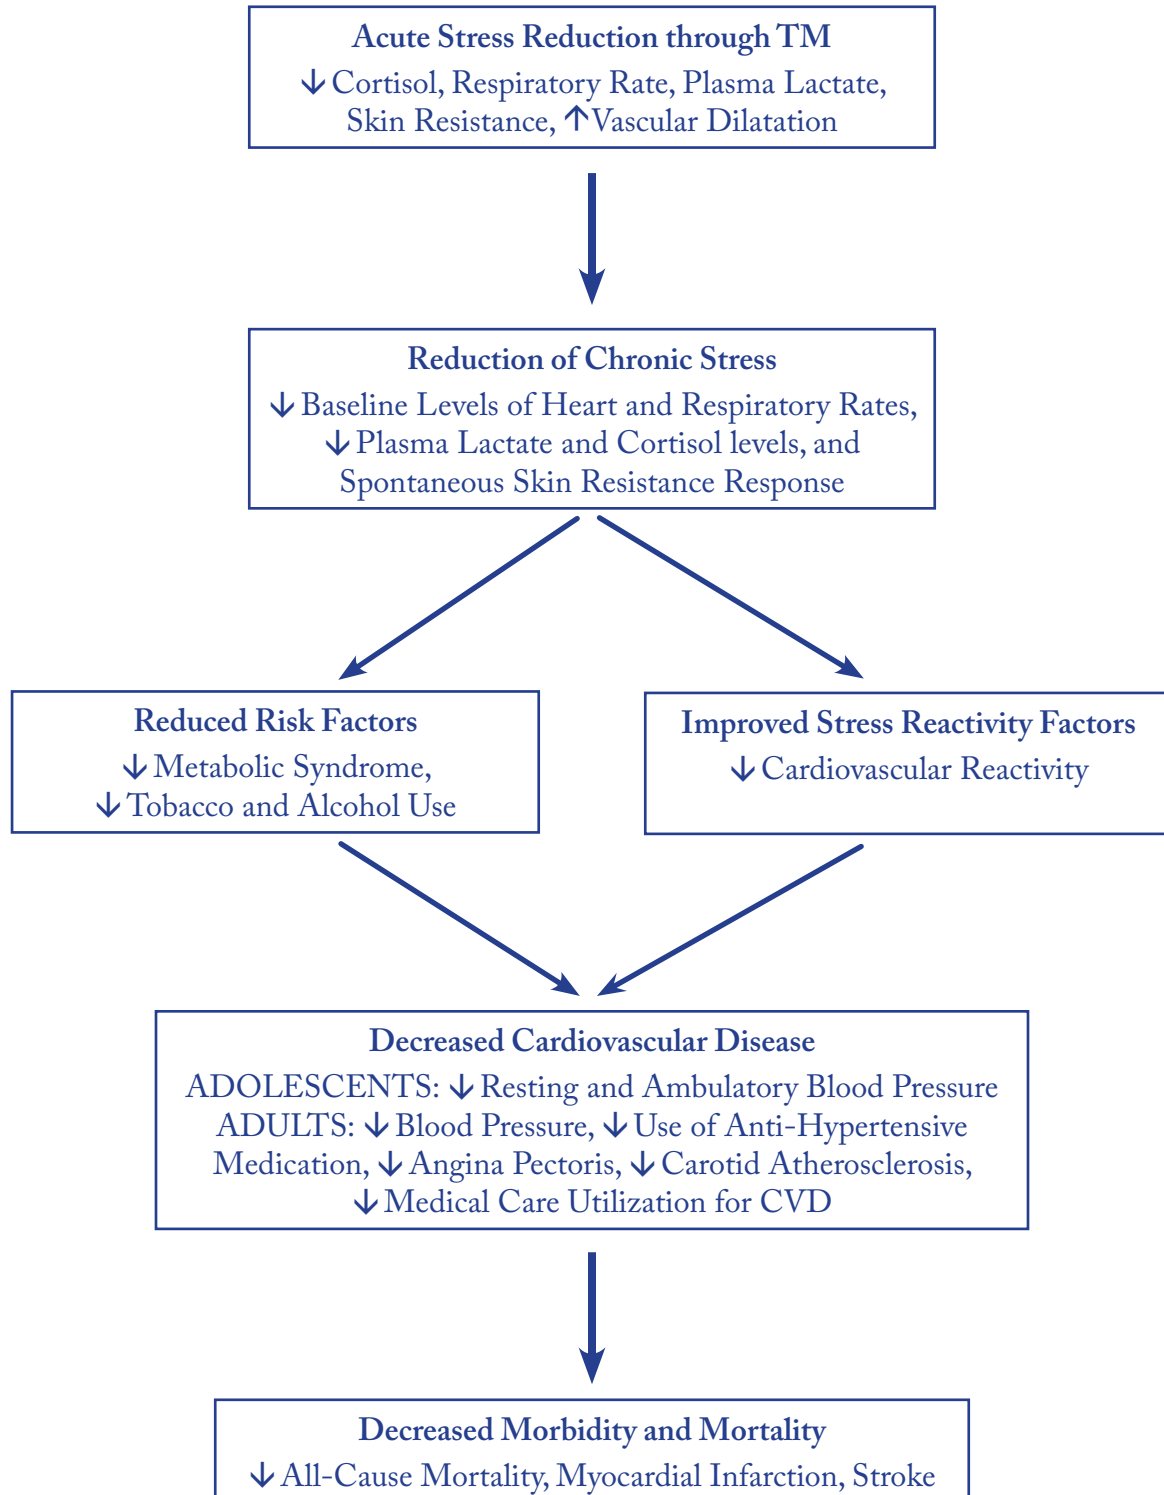 Acute Stress Reduction through TM
↓ Cortisol, Respiratory Rate, Plasma Lactate,
Skin Resistance, ↑ Vascular Dilatation
Reduction of Chronic Stress
↓ Baseline Levels of Heart and Respiratory Rates,
↓ Plasma Lactate and Cortisol levels, and
Spontaneous Skin Resistance Response
Reduced Risk Factors
↓ Metabolic Syndrome,
↓ Tobacco and Alcohol Use
Improved Stress Reactivity Factors
↓ Cardiovascular Reactivity
Decreased Cardiovascular Disease
ADOLESCENTS: ↓ Resting and Ambulatory Blood Pressure
ADULTS: ↓ Blood Pressure, ↓ Use of Anti-Hypertensive
Medication, ↓ Angina Pectoris, ↓ Carotid Atherosclerosis,
↓ Medical Care Utilization for CVD
Decreased Morbidity and Mortality
↓ All-Cause Mortality, Myocardial Infarction, Stroke